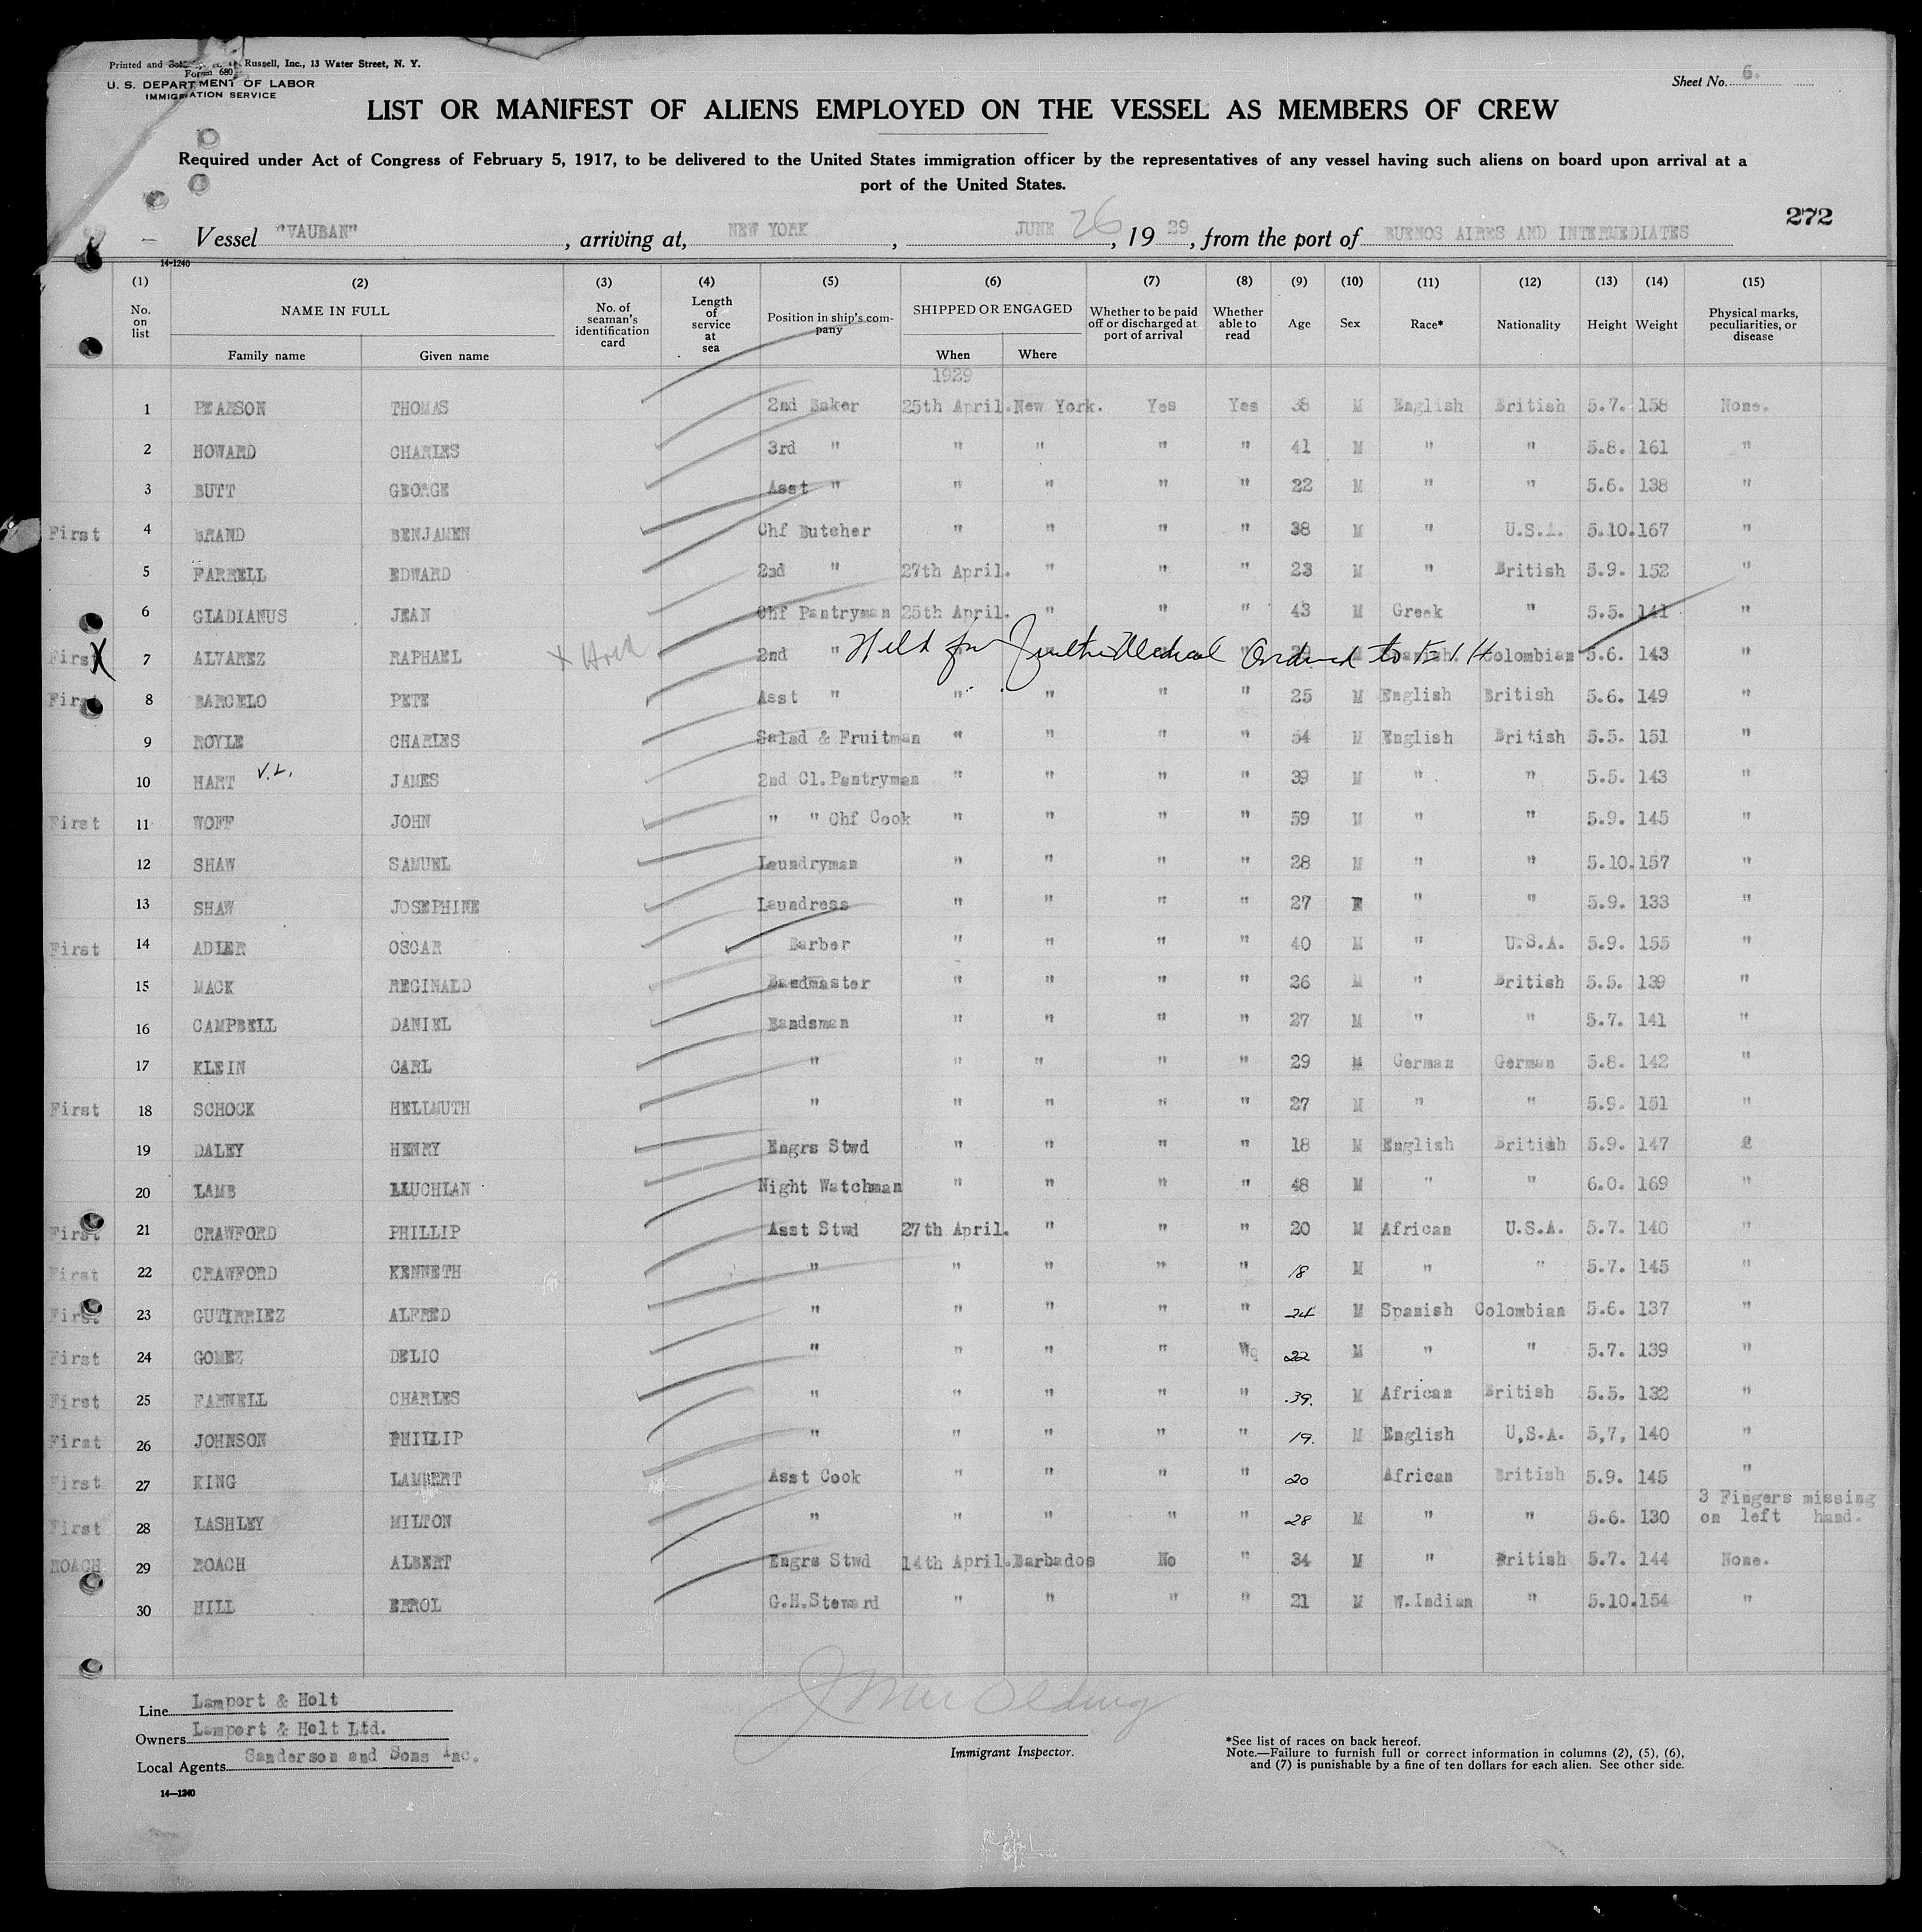 Printed and Sold Russell, Inc., 13 Water Street, N. Y.
Form 680
U. S. DEPARTMENT OF LABOR
IMMIGRATION SERVICE
Sheet No. 6.
LIST OR MANIFEST OF ALIENS EMPLOYED ON THE VESSEL AS MEMBERS OF CREW
Required under Act of Congress of February 5, 1917, to be delivered to the United States immigration officer by the representatives of any vessel having such aliens on board upon arrival at a
port of the United States.
272
Vessel "VAUBAN", arriving at, NEW YORK, JUNE 26, 1929, from the port of BUENOS AIRES AND INTERMEDIATES
14-1240
(1) (2) (3) (4) (5) (6) (7) (8) (9) (10) (11) (12) (13) (14) (15)
No. on list NAME IN FULL Family name Given name No. of seaman's identification card Length of service at sea Position in ship's company SHIPPED OR ENGAGED When Where Whether to be paid off or discharged at port of arrival Whether able to read Age Sex Race* Nationality Height Weight Physical marks, peculiarities, or disease
1929
1 PEARSON THOMAS 2nd Baker 25th April. New York. Yes Yes 38 M English British 5.7. 158 None.
2 HOWARD CHARLES 3rd " " " " " 41 M " " 5.8. 161 "
3 BUTT GEORGE Asst " " " " " 22 M " " 5.6. 138 "
First 4 BRAND BENJAMEN Chf Butcher " " " " 38 M " U.S.A. 5.10. 167 "
5 FARRELL EDWARD 2nd " 27th April. " " " 23 M " British 5.9. 152 "
6 GLADIANUS JEAN Chf Pantryman 25th April. " " " 43 M Greek " 5.5. 141 "
First X 7 ALVAREZ RAPHAEL X Held 2nd " Held for Medical Ordered to Spanish Colombian 5.6. 143 "
First 8 BARCELO PETE Asst " " " " " 25 M English British 5.6. 149 "
9 ROYLE CHARLES Salad & Fruitman " " " " 54 M English British 5.5. 151 "
10 HART V.L. JAMES 2nd Cl. Pantryman " " " " 39 M " " 5.5. 143 "
First 11 WOFF JOHN " " Chf Cook " " " " 59 M " " 5.9. 145 "
12 SHAW SAMUEL Laundryman " " " " 28 M " " 5.10. 157 "
13 SHAW JOSEPHINE Laundress " " " " 27 F " " 5.9. 133 "
First 14 ADLER OSCAR Barber " " " " 40 M " U.S.A. 5.9. 155 "
15 MACK REGINALD Bandmaster " " " " 26 M " British 5.5. 139 "
16 CAMPBELL DANIEL Bandsman " " " " 27 M " " 5.7. 141 "
17 KLEIN CARL " " " " " 29 M German German 5.8. 142 "
First 18 SCHOCK HELLMUTH " " " " " 27 M " " 5.9. 151 "
19 DALEY HENRY Engrs Stwd " " " " 18 M English British 5.9. 147 "
20 LAMB LLUCHLAN Night Watchman " " " " 48 M " " 6.0. 169 "
First 21 CRAWFORD PHILLIP Asst Stwd 27th April. " " " 20 M African U.S.A. 5.7. 140 "
First 22 CRAWFORD KENNETH " " " " " 18 M " " 5.7. 145 "
First 23 GUTIRRIEZ ALFRED " " " " " 24 M Spanish Colombian 5.6. 137 "
First 24 GOMEZ DELIO " " " " 22 M " " 5.7. 139 "
First 25 FARNELL CHARLES " " " " " 39. M African British 5.5. 132 "
First 26 JOHNSON PHILLIP " " " " " 19. M English U,S.A. 5,7, 140 "
First 27 KING LAMBERT Asst Cook " " " " 20 African British 5.9. 145 "
First 28 LASHLEY MILTON " " " " " 28 M " " 5.6. 130 3 Fingers missing on left hand.
ROACH 29 ROACH ALBERT Engrs Stwd 14th April. Barbados No " 34 M " British 5.7. 144 None.
30 HILL ERROL G.H.Steward " " " " 21 M W.Indian " 5.10. 154 "
Line Lamport & Holt
Owners Lamport & Holt Ltd.
Local Agents Sanderson and Sons Inc.
Immigrant Inspector.
*See list of races on back hereof.
Note.—Failure to furnish full or correct information in columns (2), (5), (6),
and (7) is punishable by a fine of ten dollars for each alien. See other side.
14—1240